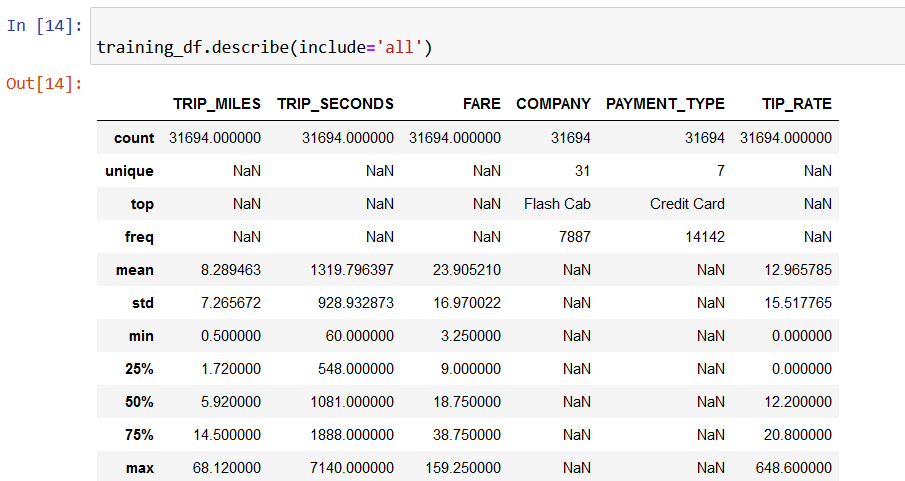 In [14]:
training_df.describe(include='all')
Out[14]:
TRIP_MILES TRIP_SECONDS FARE COMPANY PAYMENT_TYPE TIP_RATE
count 31694.000000 31694.000000 31694.000000 31694 31694 31694.000000
unique NaN NaN NaN 31 7 NaN
top NaN NaN NaN Flash Cab Credit Card NaN
freq NaN NaN NaN 7887 14142 NaN
mean 8.289463 1319.796397 23.905210 NaN NaN 12.965785
std 7.265672 928.932873 16.970022 NaN NaN 15.517765
min 0.500000 60.000000 3.250000 NaN NaN 0.000000
25% 1.720000 548.000000 9.000000 NaN NaN 0.000000
50% 5.920000 1081.000000 18.750000 NaN NaN 12.200000
75% 14.500000 1888.000000 38.750000 NaN NaN 20.800000
max 68.120000 7140.000000 159.250000 NaN NaN 648.600000